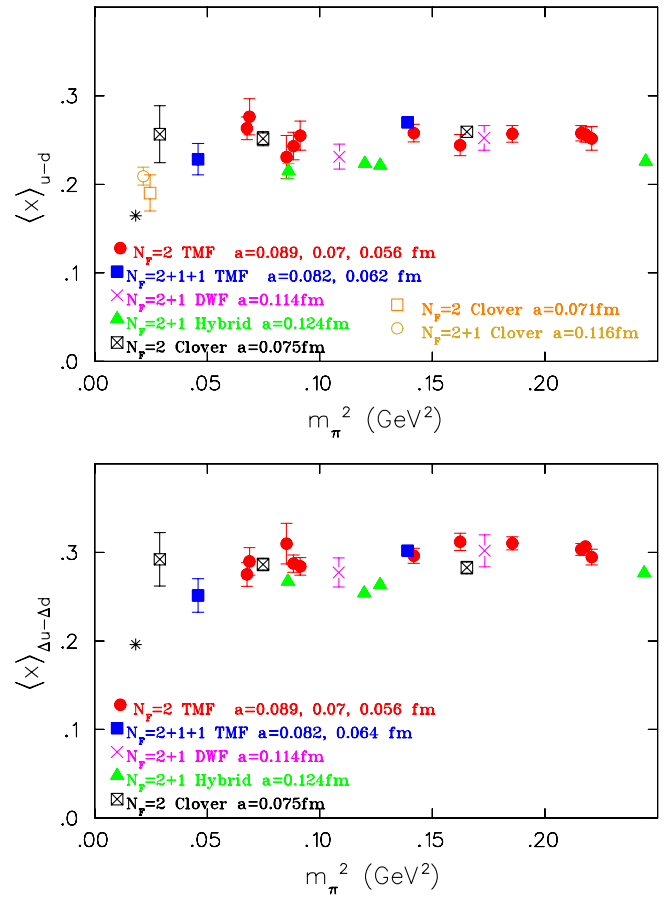 .3
.2
.1
.0
⟨x⟩u−d
N_F=2 TMF a=0.089, 0.07, 0.056 fm
N_F=2+1+1 TMF a=0.082, 0.062 fm
N_F=2+1 DWF a=0.114fm
N_F=2+1 Hybrid a=0.124fm
N_F=2 Clover a=0.075fm
N_F=2 Clover a=0.071fm
N_F=2+1 Clover a=0.116fm
.00 .05 .10 .15 .20
m_π² (GeV²)
.3
.2
.1
.0
⟨x⟩Δu−Δd
N_F=2 TMF a=0.089, 0.07, 0.056 fm
N_F=2+1+1 TMF a=0.082, 0.064 fm
N_F=2+1 DWF a=0.114fm
N_F=2+1 Hybrid a=0.124fm
N_F=2 Clover a=0.075fm
.00 .05 .10 .15 .20
m_π² (GeV²)